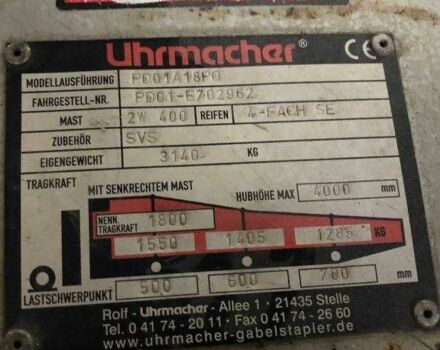 Uhrmacher® CE
MODELLAUSFÜHRUNG PD01A18PQ
FAHRGESTELL-NR. PD01-E702962
MAST 2W 400 REIFEN 4-FACH SE
ZUBEHÖR SVS
EIGENGEWICHT 3140 KG
TRAGKRAFT MIT SENKRECHTEM MAST HUBHÖHE MAX 4000 mm
NENN. TRAGKRAFT 1800
1550 1405 1285 KG
LASTSCHWERPUNKT 500 600 700 mm
Rolf - Uhrmacher - Allee 1 · 21435 Stelle
Tel. 0 41 74 - 20 11 · Fax 0 41 74 - 26 60
www.uhrmacher-gabelstapler.de